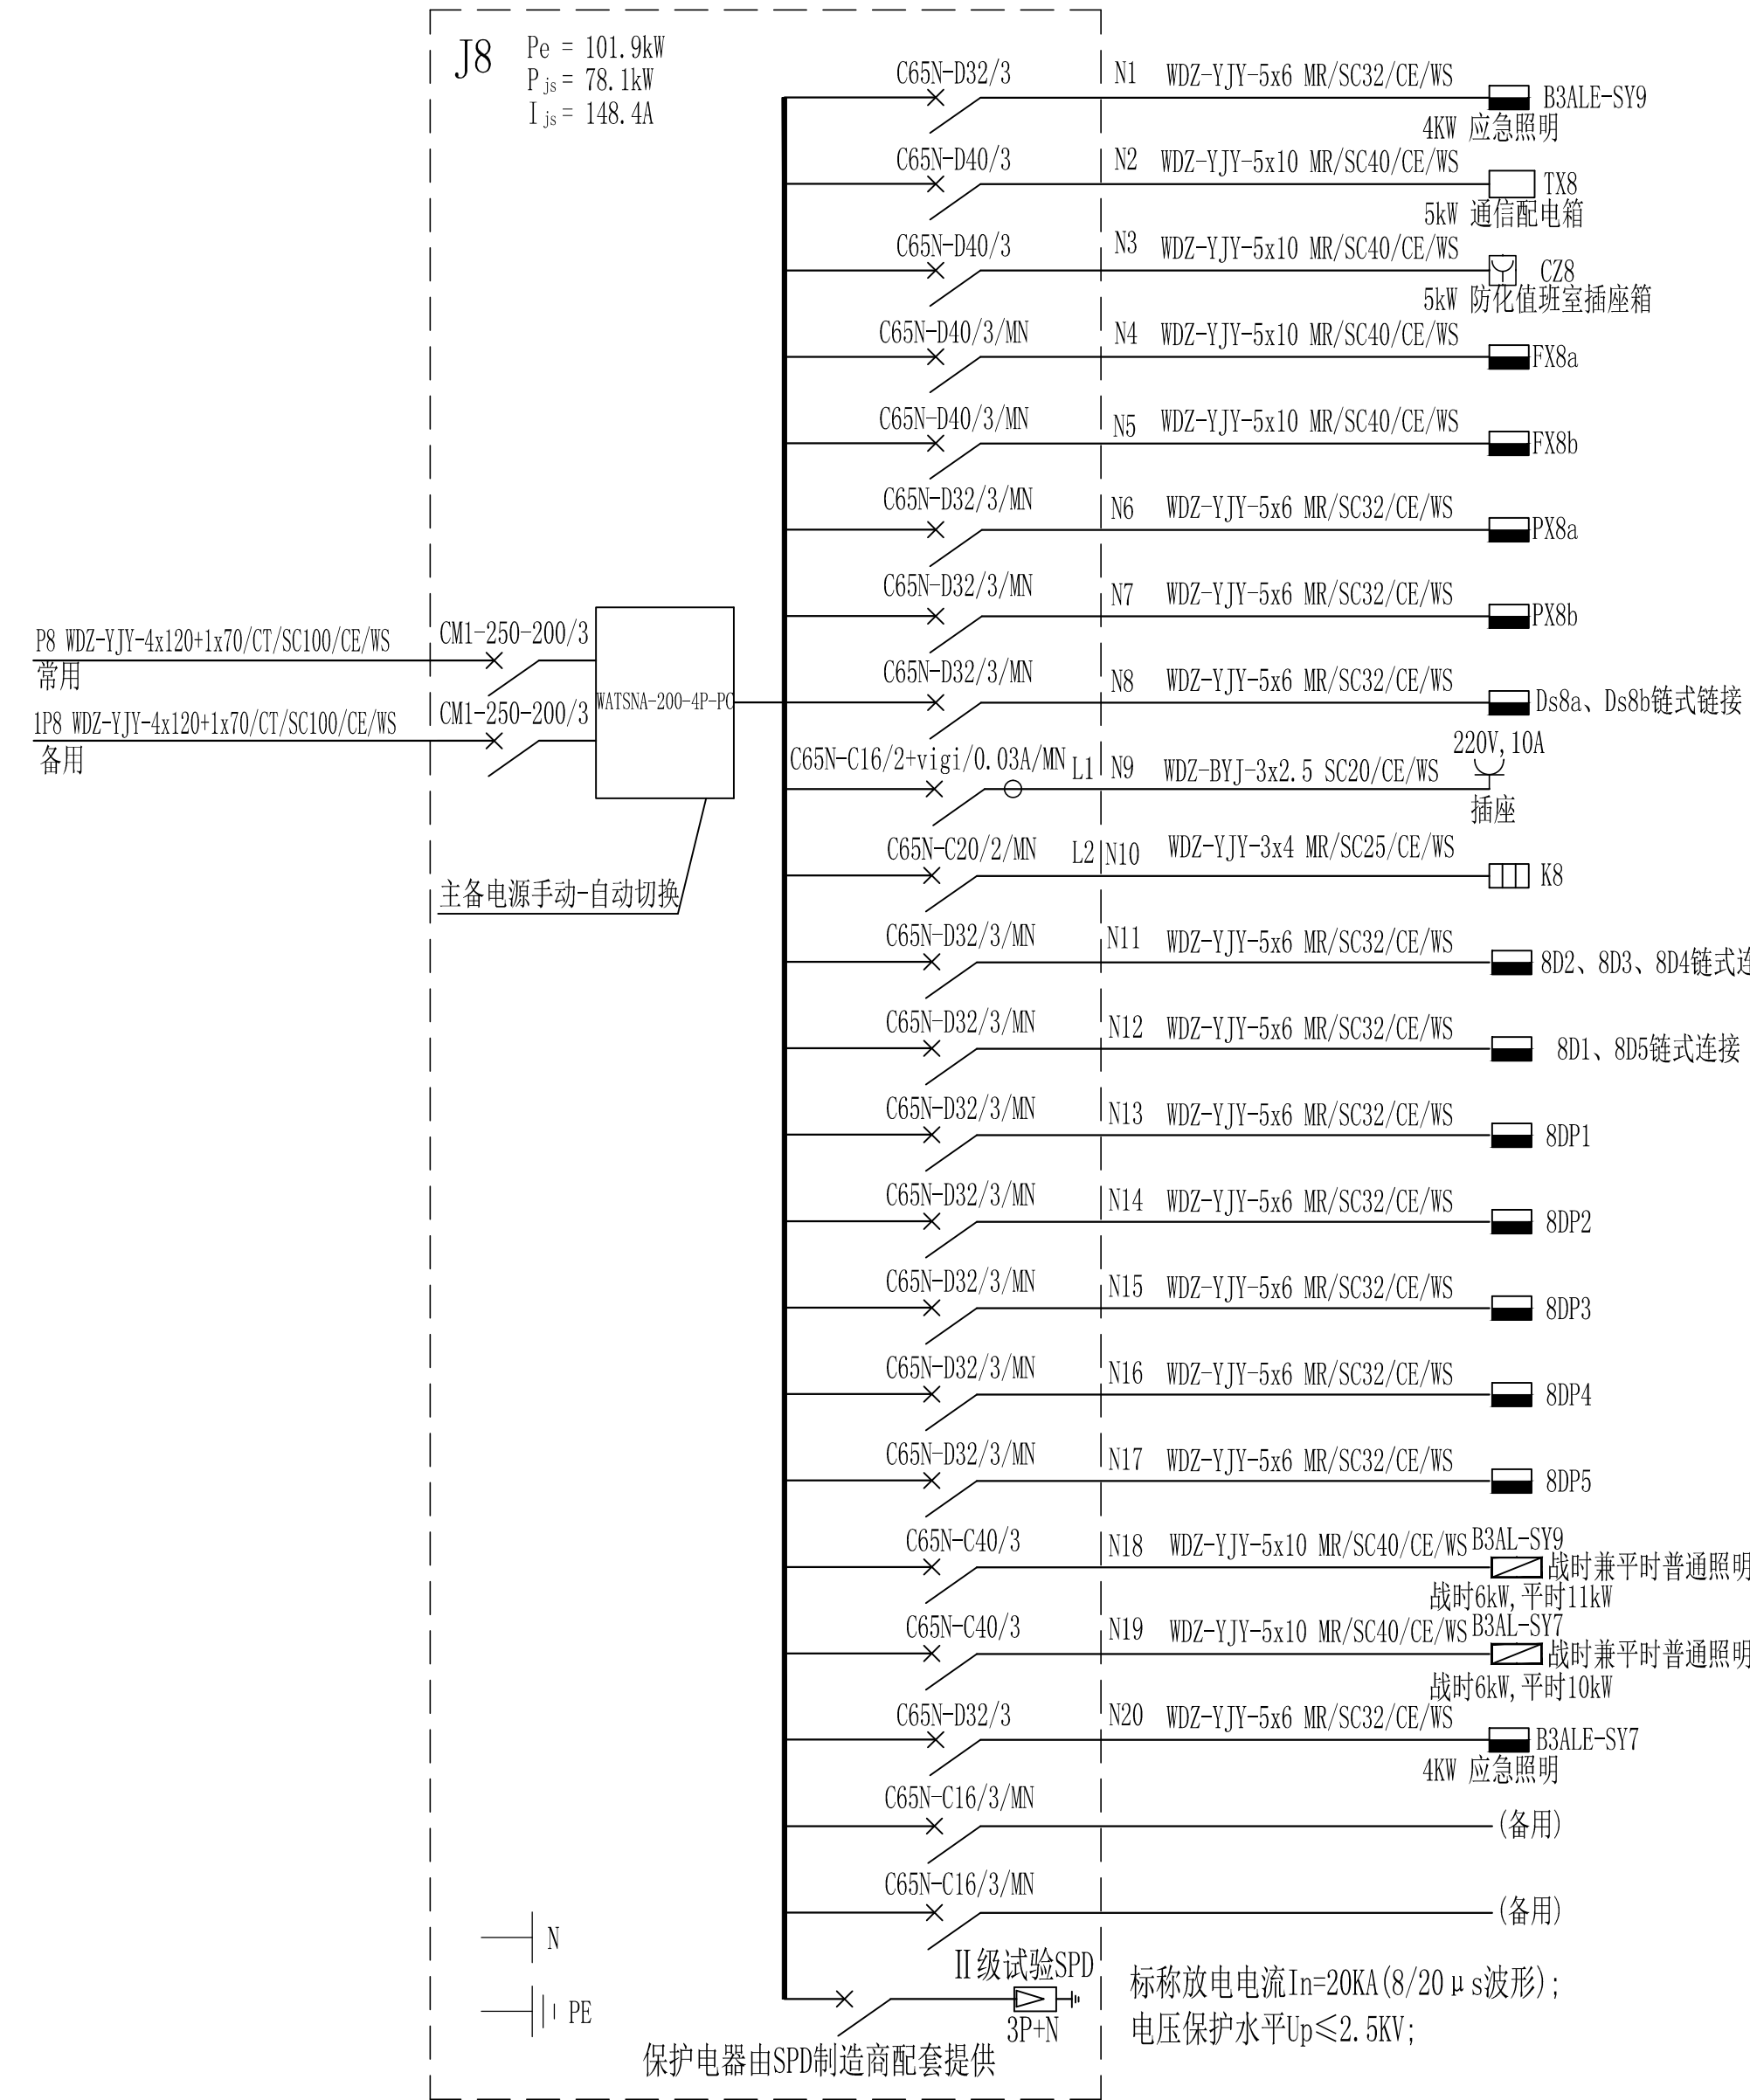 J8
Pe = 101.9kW
Pjs= 78.1kW
Ijs= 148.4A
C65N-D32/3 N1 WDZ-YJY-5x6 MR/SC32/CE/WS B3ALE-SY9
4KW 应急照明
C65N-D40/3 N2 WDZ-YJY-5x10 MR/SC40/CE/WS TX8
5kW 通信配电箱
C65N-D40/3 N3 WDZ-YJY-5x10 MR/SC40/CE/WS CZ8
5kW 防化值班室插座箱
C65N-D40/3/MN N4 WDZ-YJY-5x10 MR/SC40/CE/WS FX8a
C65N-D40/3/MN N5 WDZ-YJY-5x10 MR/SC40/CE/WS FX8b
C65N-D32/3/MN N6 WDZ-YJY-5x6 MR/SC32/CE/WS PX8a
C65N-D32/3/MN N7 WDZ-YJY-5x6 MR/SC32/CE/WS PX8b
P8 WDZ-YJY-4x120+1x70/CT/SC100/CE/WS CM1-250-200/3
常用
1P8 WDZ-YJY-4x120+1x70/CT/SC100/CE/WS CM1-250-200/3
备用
WATSNA-200-4P-PC
主备电源手动-自动切换
C65N-D32/3/MN N8 WDZ-YJY-5x6 MR/SC32/CE/WS Ds8a、Ds8b链式链接
220V,10A
C65N-C16/2+vigi/0.03A/MN L1 N9 WDZ-BYJ-3x2.5 SC20/CE/WS
插座
C65N-C20/2/MN L2 N10 WDZ-YJY-3x4 MR/SC25/CE/WS K8
C65N-D32/3/MN N11 WDZ-YJY-5x6 MR/SC32/CE/WS 8D2、8D3、8D4链式连
C65N-D32/3/MN N12 WDZ-YJY-5x6 MR/SC32/CE/WS 8D1、8D5链式连接
C65N-D32/3/MN N13 WDZ-YJY-5x6 MR/SC32/CE/WS 8DP1
C65N-D32/3/MN N14 WDZ-YJY-5x6 MR/SC32/CE/WS 8DP2
C65N-D32/3/MN N15 WDZ-YJY-5x6 MR/SC32/CE/WS 8DP3
C65N-D32/3/MN N16 WDZ-YJY-5x6 MR/SC32/CE/WS 8DP4
C65N-D32/3/MN N17 WDZ-YJY-5x6 MR/SC32/CE/WS 8DP5
C65N-C40/3 N18 WDZ-YJY-5x10 MR/SC40/CE/WS B3AL-SY9
战时兼平时普通照明
战时6kW,平时11kW
C65N-C40/3 N19 WDZ-YJY-5x10 MR/SC40/CE/WS B3AL-SY7
战时兼平时普通照明
战时6kW,平时10kW
C65N-D32/3 N20 WDZ-YJY-5x6 MR/SC32/CE/WS B3ALE-SY7
4KW 应急照明
C65N-C16/3/MN (备用)
C65N-C16/3/MN (备用)
N
PE
II级试验SPD
3P+N
保护电器由SPD制造商配套提供
标称放电电流In=20KA(8/20μs波形);
电压保护水平Up≤2.5KV;